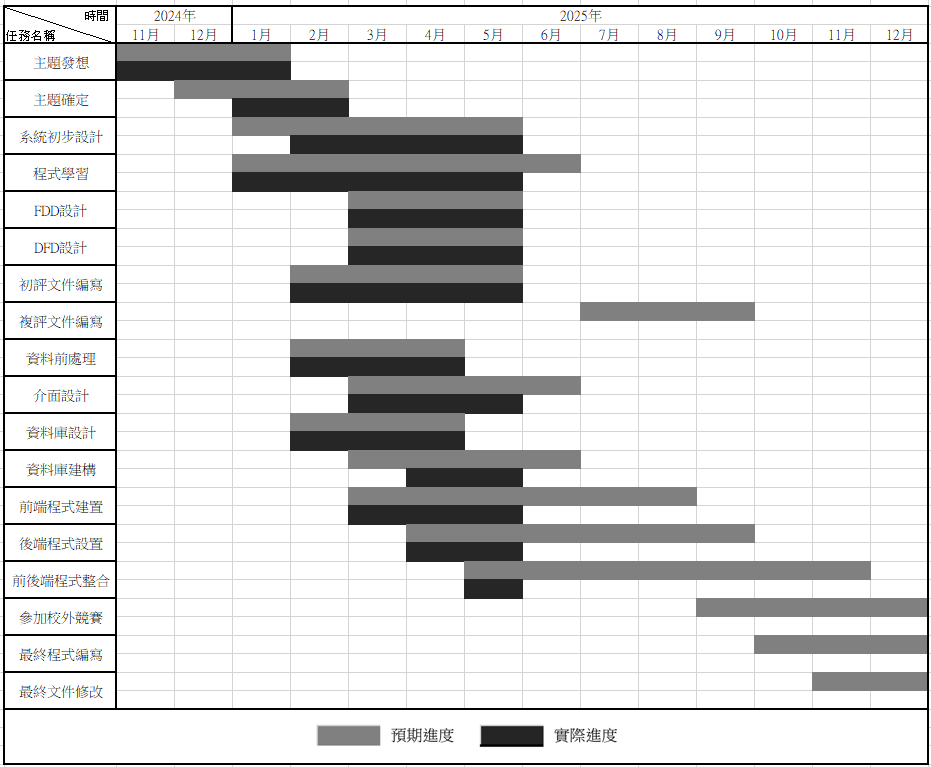 時間
任務名稱
2024年 2025年
11月 12月 1月 2月 3月 4月 5月 6月 7月 8月 9月 10月 11月 12月
主題發想
主題確定
系統初步設計
程式學習
FDD設計
DFD設計
初評文件編寫
複評文件編寫
資料前處理
介面設計
資料庫設計
資料庫建構
前端程式建置
後端程式設置
前後端程式整合
參加校外競賽
最終程式編寫
最終文件修改
預期進度 實際進度